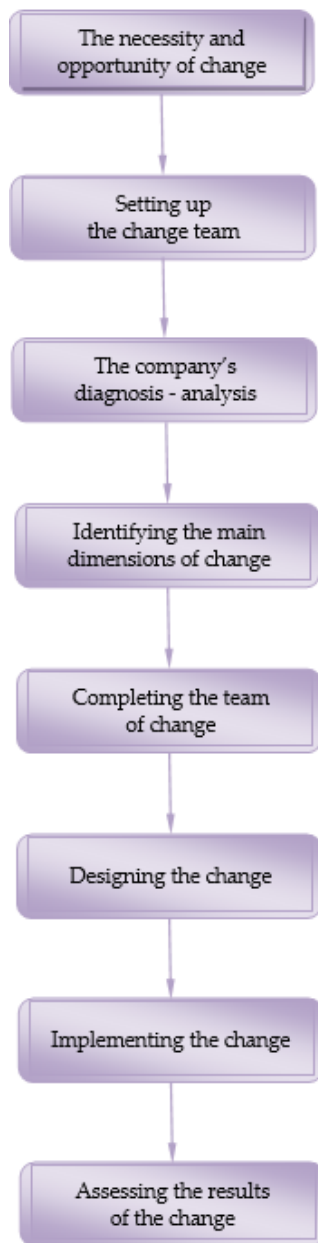 The necessity and
opportunity of change
Setting up
the change team
The company's
diagnosis - analysis
Identifying the main
dimensions of change
Completing the team
of change
Designing the change
Implementing the change
Assessing the results
of the change